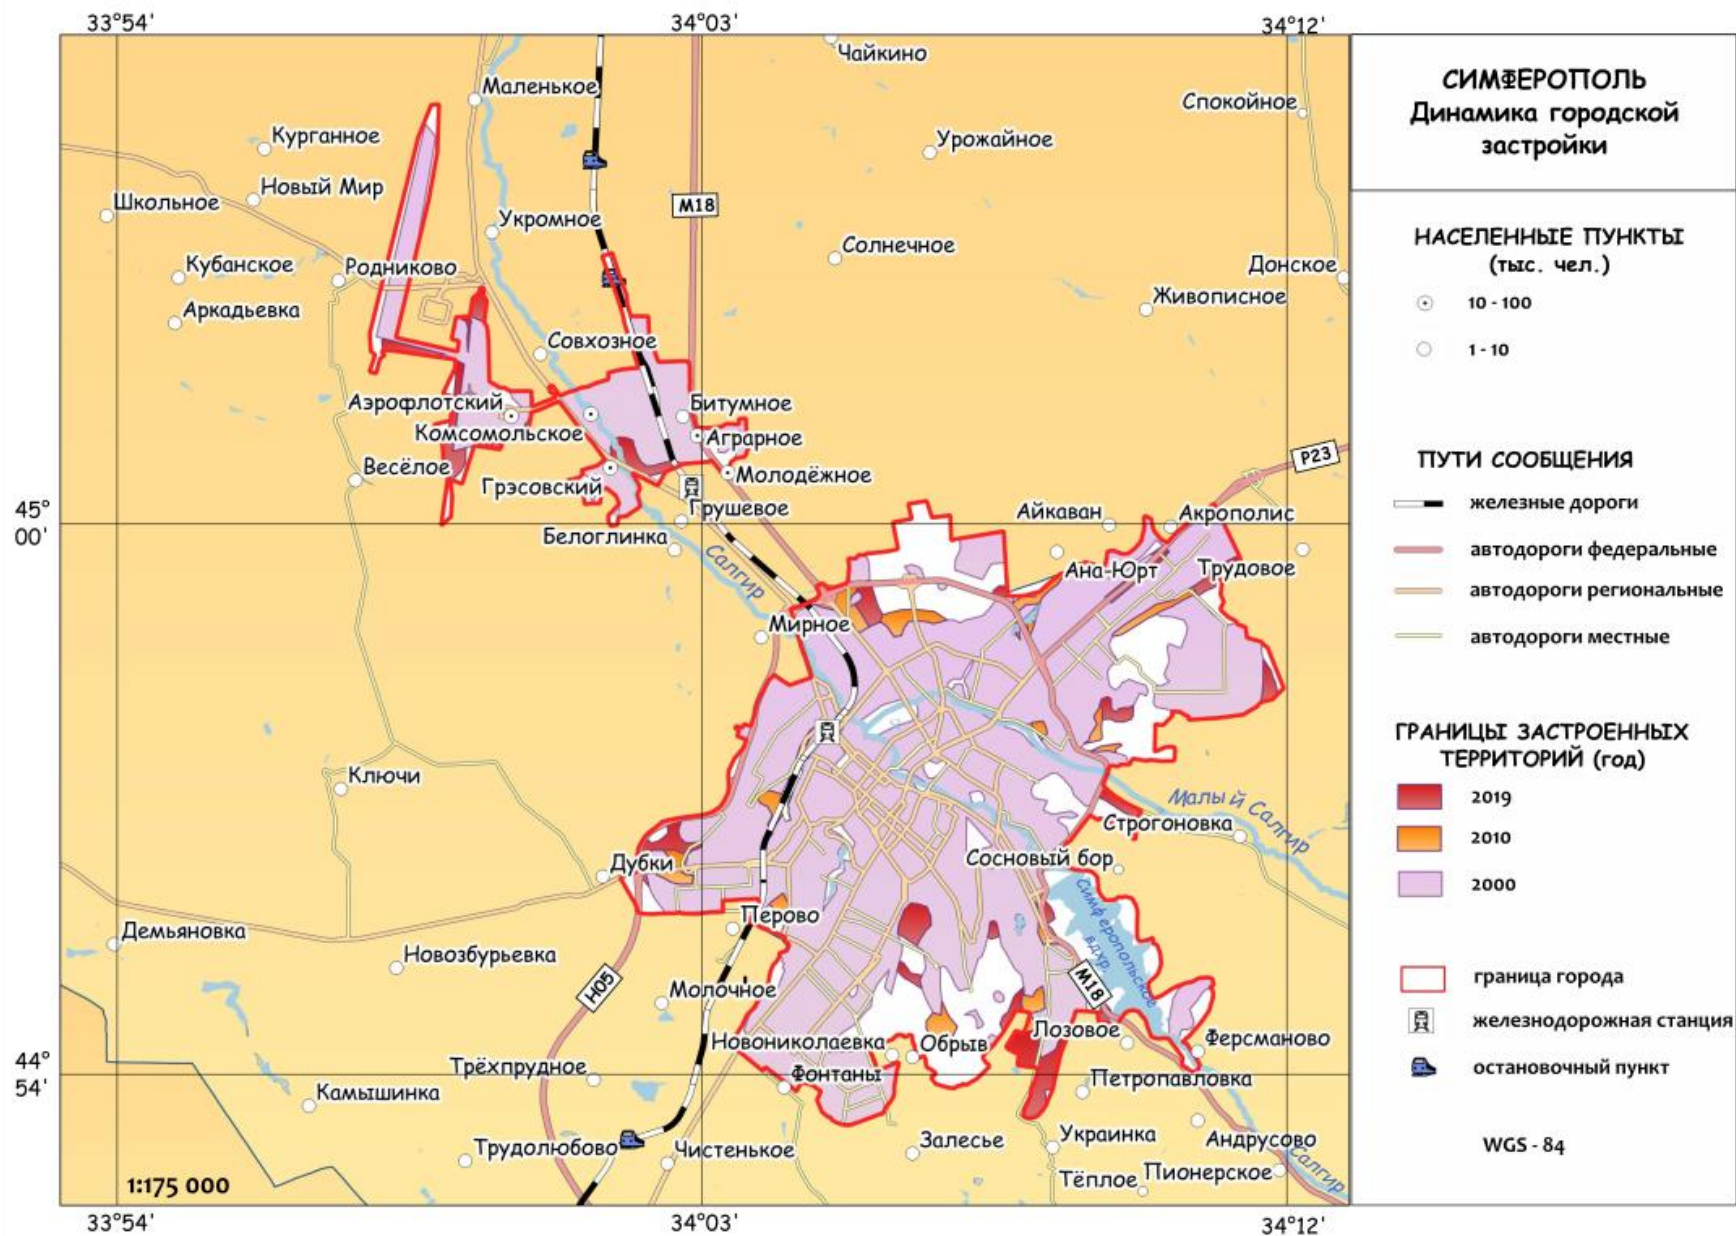 33°54'
34°03'
34°12'
Чайкино
Маленькое
Спокойное
Курганное
Урожайное
Новый Мир
Школьное
М18
Укромное
Солнечное
Кубанское
Родниково
Донское
Аркадьевка
Живописное
Совхозное
Аэрофлотский
Битумное
Комсомольское
Аграрное
Р23
Весёлое
Молодёжное
Грэсовский
45°
00'
Грушевое
Айкаван
Акрополис
Белоглинка
Салгир
Ана-Юрт
Трудовое
Мирное
Ключи
Малый Салгир
Строгоновка
Дубки
Сосновый бор
Симферопольское
вдхр.
Перово
Демьяновка
Новозбурьевка
Н05
М18
Молочное
Новониколаевка
Обрыв
Лозовое
Ферсманово
44°
54'
Трёхпрудное
Фонтаны
Петропавловка
Камышинка
Трудолюбово
Чистенькое
Залесье
Украинка
Андрусово
Тёплое
Пионерское
Салгир
1:175 000
33°54'
34°03'
34°12'
СИМФЕРОПОЛЬ
Динамика городской
застройки
НАСЕЛЕННЫЕ ПУНКТЫ
(тыс. чел.)
10 - 100
1 - 10
ПУТИ СООБЩЕНИЯ
железные дороги
автодороги федеральные
автодороги региональные
автодороги местные
ГРАНИЦЫ ЗАСТРОЕННЫХ
ТЕРРИТОРИЙ (год)
2019
2010
2000
граница города
железнодорожная станция
остановочный пункт
WGS - 84